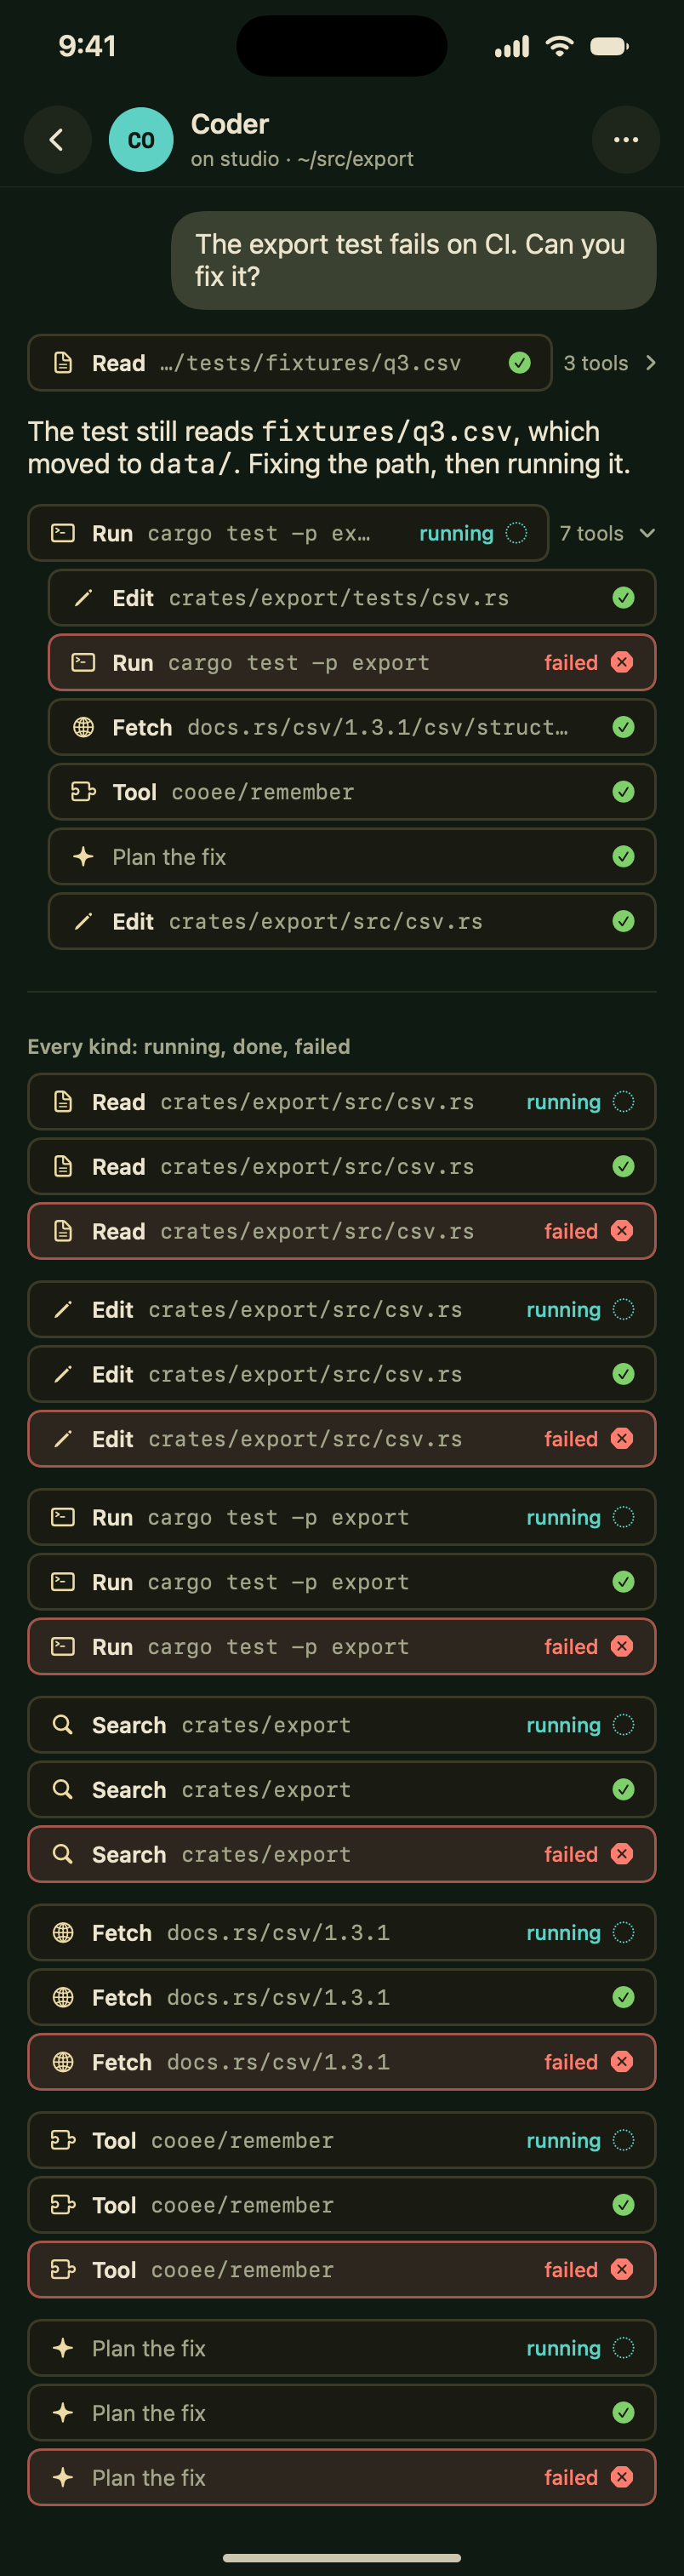 9:41
CO
Coder
on studio · ~/src/export
The export test fails on CI. Can you
fix it?
Read …/tests/fixtures/q3.csv 3 tools
The test still reads fixtures/q3.csv, which
moved to data/. Fixing the path, then running it.
Run cargo test -p ex… running 7 tools
Edit crates/export/tests/csv.rs
Run cargo test -p export failed
Fetch docs.rs/csv/1.3.1/csv/struct…
Tool cooee/remember
Plan the fix
Edit crates/export/src/csv.rs
Every kind: running, done, failed
Read crates/export/src/csv.rs running
Read crates/export/src/csv.rs
Read crates/export/src/csv.rs failed
Edit crates/export/src/csv.rs running
Edit crates/export/src/csv.rs
Edit crates/export/src/csv.rs failed
Run cargo test -p export running
Run cargo test -p export
Run cargo test -p export failed
Search crates/export running
Search crates/export
Search crates/export failed
Fetch docs.rs/csv/1.3.1 running
Fetch docs.rs/csv/1.3.1
Fetch docs.rs/csv/1.3.1 failed
Tool cooee/remember running
Tool cooee/remember
Tool cooee/remember failed
Plan the fix running
Plan the fix
Plan the fix failed